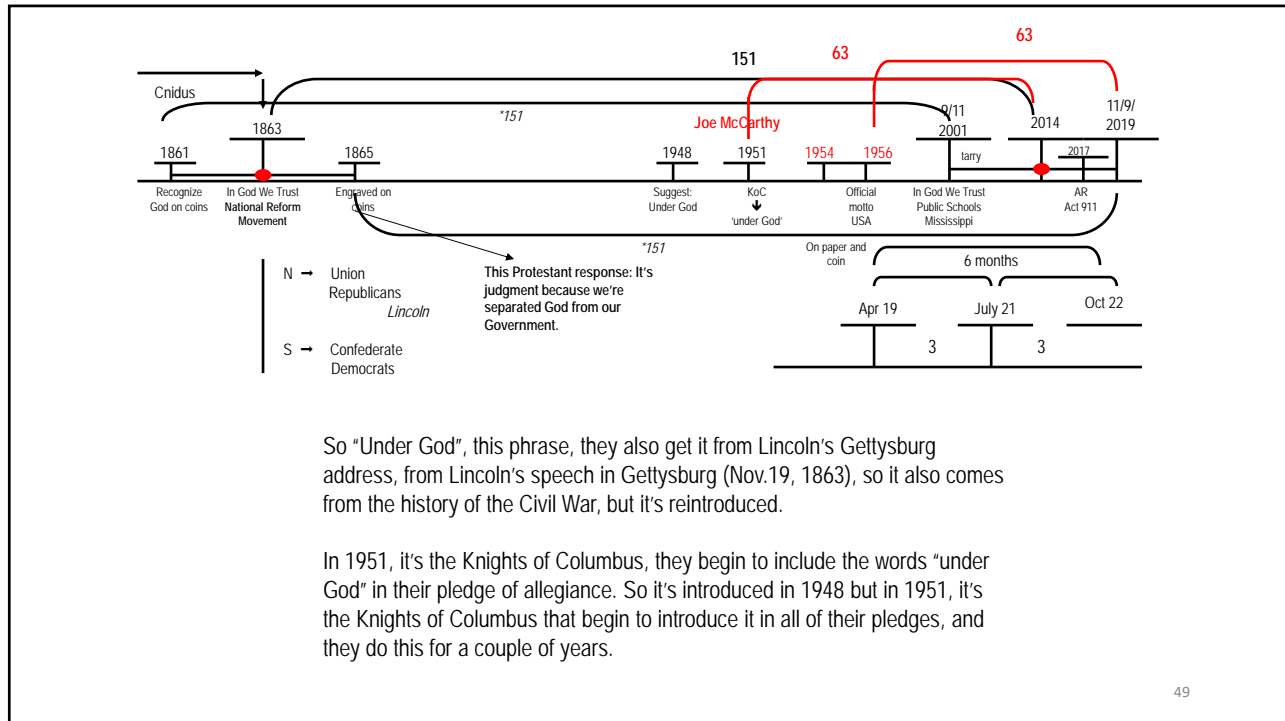 63
63
151
Cnidus
*151
9/11
11/9/
1863
Joe McCarthy
2001
2014
2019
1861
1865
1948
1951
1954
1956
tarry
2017
Recognize
God on coins
In God We Trust
National Reform
Movement
Engraved on
coins
Suggest:
Under God
KoC
'under God'
Official
motto
USA
In God We Trust
Public Schools
Mississippi
AR
Act 911
*151
On paper and
coin
6 months
N → Union
Republicans
Lincoln
S → Confederate
Democrats
This Protestant response: It's
judgment because we're
separated God from our
Government.
Apr 19
July 21
Oct 22
3
3
So "Under God", this phrase, they also get it from Lincoln's Gettysburg
address, from Lincoln's speech in Gettysburg (Nov.19, 1863), so it also comes
from the history of the Civil War, but it's reintroduced.
In 1951, it's the Knights of Columbus, they begin to include the words "under
God" in their pledge of allegiance. So it's introduced in 1948 but in 1951, it's
the Knights of Columbus that begin to introduce it in all of their pledges, and
they do this for a couple of years.
49